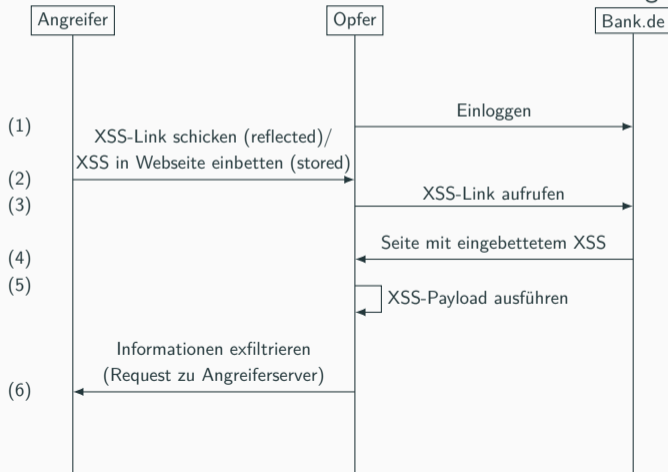 Angreifer
Opfer
Bank.de
(1)
Einloggen
XSS-Link schicken (reflected)/
XSS in Webseite einbetten (stored)
(2)
(3)
XSS-Link aufrufen
(4)
Seite mit eingebettetem XSS
(5)
XSS-Payload ausführen
Informationen exfiltrieren
(Request zu Angreiferserver)
(6)